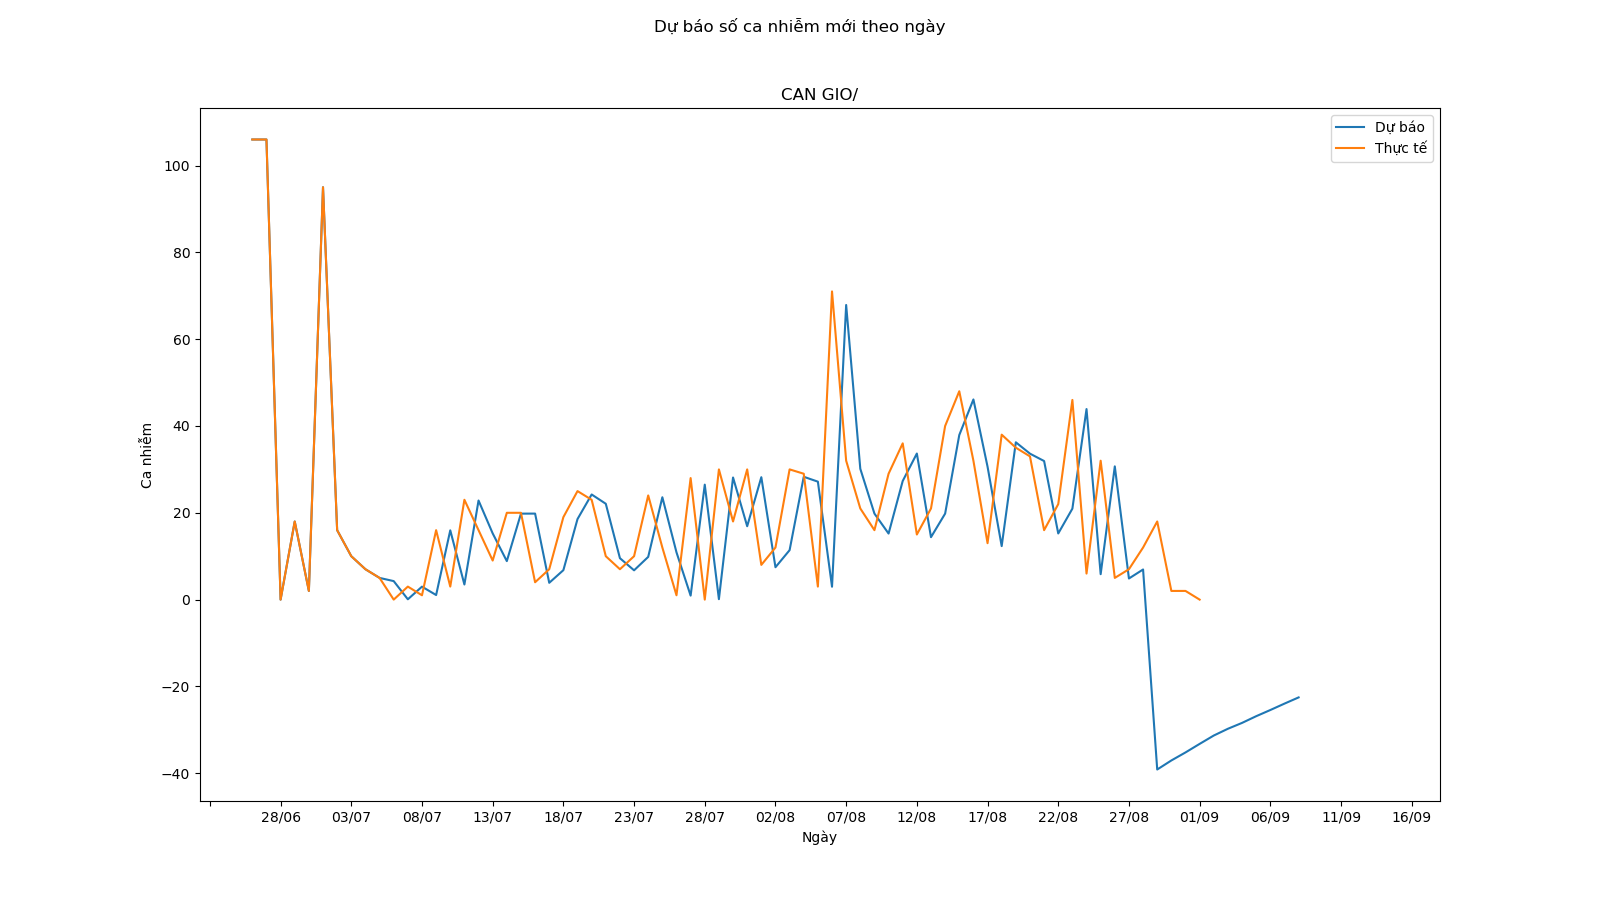 Dự báo số ca nhiễm mới theo ngày
CAN GIO/
Dự báo
Thực tế
100
80
60
40
20
0
−20
−40
Ca nhiễm
28/06 03/07 08/07 13/07 18/07 23/07 28/07 02/08 07/08 12/08 17/08 22/08 27/08 01/09 06/09 11/09 16/09
Ngày